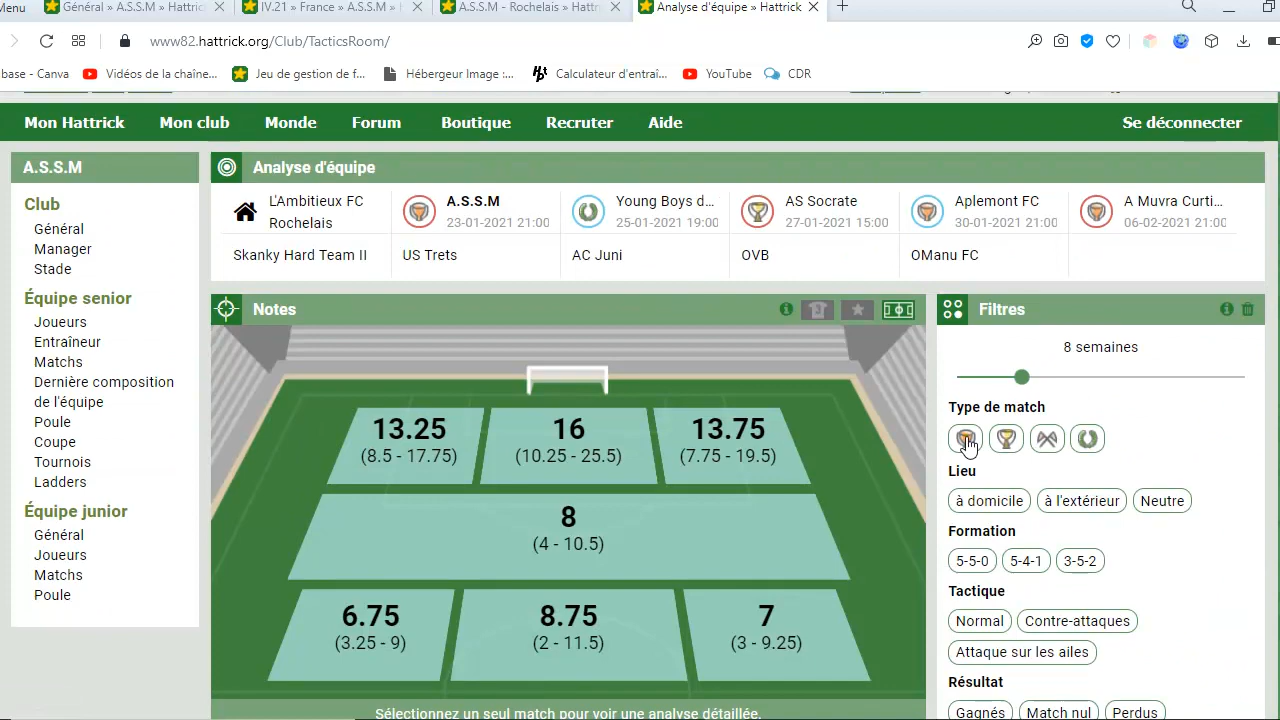 Menu
Général » A.S.S.M » Hattri
IV.21 » France » A.S.S.M » H
A.S.S.M - Rochelais » Hattri
Analyse d'équipe » Hattrick
www82.hattrick.org/Club/TacticsRoom/
base - Canva
Vidéos de la chaîne...
Jeu de gestion de f...
Hébergeur Image :...
Calculateur d'entraî...
YouTube
CDR
Mon Hattrick
Mon club
Monde
Forum
Boutique
Recruter
Aide
Se déconnecter
A.S.S.M
Club
Général
Manager
Stade
Équipe senior
Joueurs
Entraîneur
Matchs
Dernière composition
de l'équipe
Poule
Coupe
Tournois
Ladders
Équipe junior
Général
Joueurs
Matchs
Poule
Analyse d'équipe
L'Ambitieux FC
Rochelais
A.S.S.M
23-01-2021 21:00
Young Boys d...
25-01-2021 19:00
AS Socrate
27-01-2021 15:00
Aplemont FC
30-01-2021 21:00
A Muvra Curti...
06-02-2021 21:00
Skanky Hard Team II
US Trets
AC Juni
OVB
OManu FC
Notes
13.25
(8.5 - 17.75)
16
(10.25 - 25.5)
13.75
(7.75 - 19.5)
8
(4 - 10.5)
6.75
(3.25 - 9)
8.75
(2 - 11.5)
7
(3 - 9.25)
Sélectionnez un seul match pour voir une analyse détaillée.
Filtres
8 semaines
Type de match
Lieu
à domicile
à l'extérieur
Neutre
Formation
5-5-0
5-4-1
3-5-2
Tactique
Normal
Contre-attaques
Attaque sur les ailes
Résultat
Gagnés
Match nul
Perdus